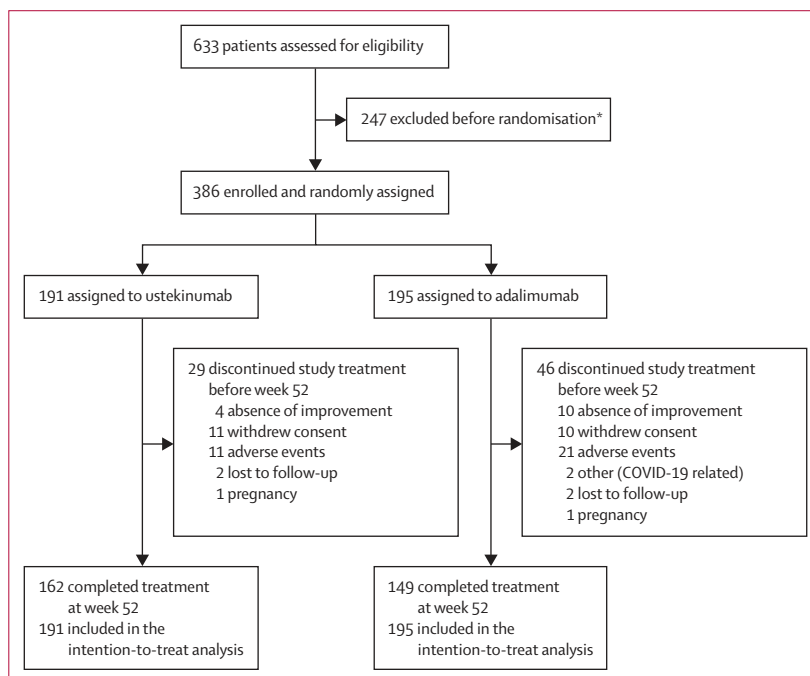 633 patients assessed for eligibility
247 excluded before randomisation*
386 enrolled and randomly assigned
191 assigned to ustekinumab
195 assigned to adalimumab
29 discontinued study treatment
before week 52
4 absence of improvement
11 withdrew consent
11 adverse events
2 lost to follow-up
1 pregnancy
46 discontinued study treatment
before week 52
10 absence of improvement
10 withdrew consent
21 adverse events
2 other (COVID-19 related)
2 lost to follow-up
1 pregnancy
162 completed treatment
at week 52
191 included in the
intention-to-treat analysis
149 completed treatment
at week 52
195 included in the
intention-to-treat analysis